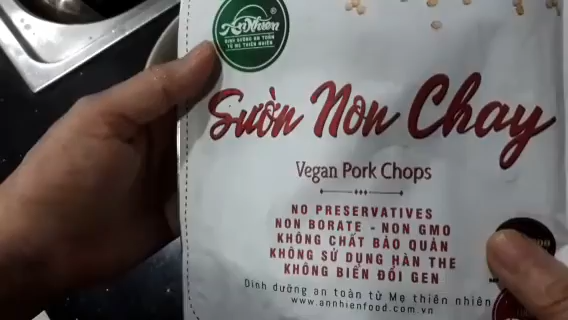 An Nhiên
DINH DƯỠNG AN TOÀN
TỪ MẸ THIÊN NHIÊN
Sườn Non Chay
Vegan Pork Chops
NO PRESERVATIVES
NON BORATE - NON GMO
KHÔNG CHẤT BẢO QUẢN
KHÔNG SỬ DỤNG HÀN THE
KHÔNG BIẾN ĐỔI GEN
Dinh dưỡng an toàn từ Mẹ thiên nhiên
www.annhienfood.com.vn